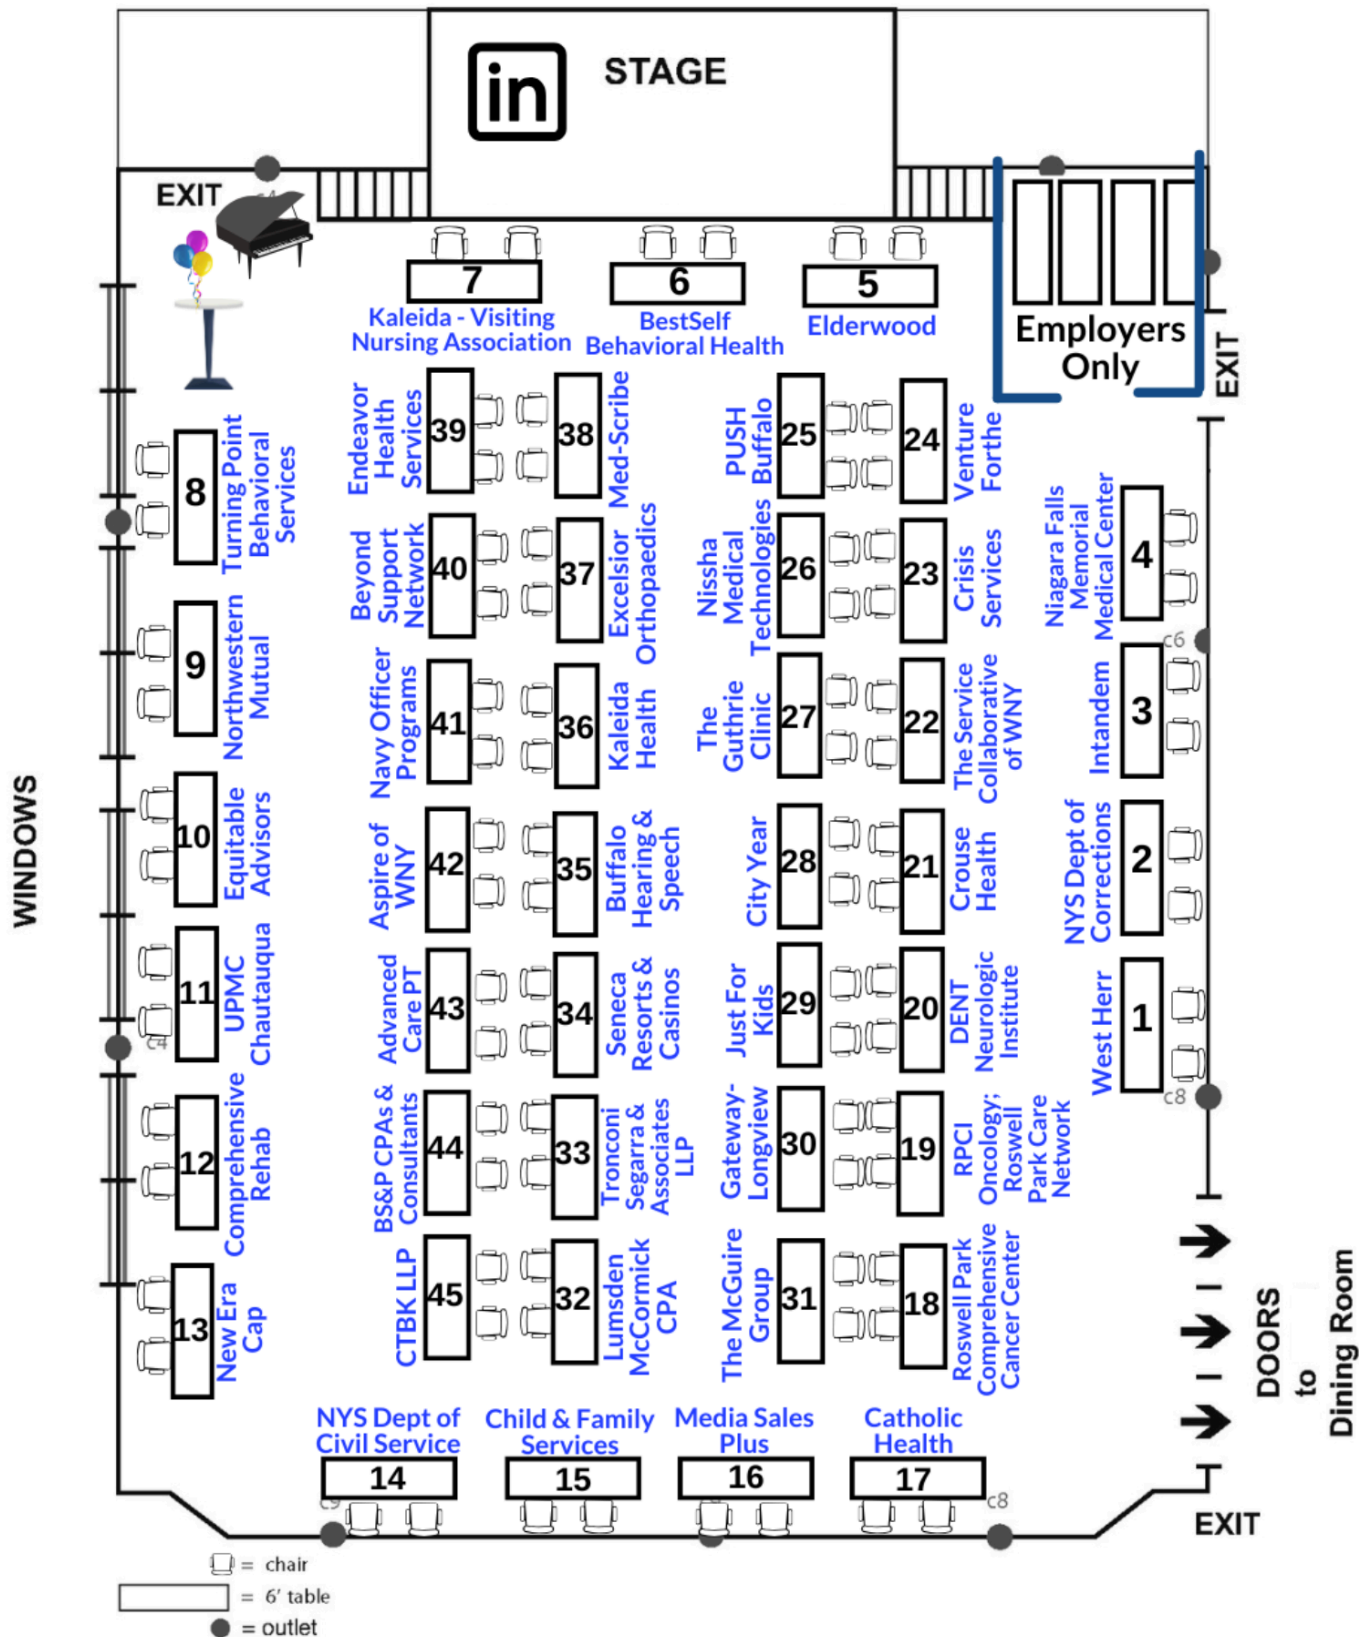 in
STAGE
EXIT
c4
7
Kaleida - Visiting
Nursing Association
6
BestSelf
Behavioral Health
5
Elderwood
Employers
Only
EXIT
WINDOWS
8
Turning Point
Behavioral
Services
9
Northwestern
Mutual
10
Equitable
Advisors
11
UPMC
Chautauqua
c4
12
Comprehensive
Rehab
13
New Era
Cap
Endeavor
Health
Services
39
38
Med-Scribe
Beyond
Support
Network
40
37
Excelsior
Orthopaedics
Navy Officer
Programs
41
36
Kaleida
Health
Aspire of
WNY
42
35
Buffalo
Hearing &
Speech
Advanced
Care PT
43
34
Seneca
Resorts &
Casinos
BS&P CPAs &
Consultants
44
33
Tronconi
Segarra &
Associates
LLP
CTBK LLP
45
32
Lumsden
McCormick
CPA
PUSH
Buffalo
25
24
Venture
Forthe
Nissha
Medical
Technologies
26
23
Crisis
Services
The
Guthrie
Clinic
27
22
The Service
Collaborative
of WNY
City Year
28
21
Crouse
Health
Just For
Kids
29
20
DENT
Neurologic
Institute
Gateway-
Longview
30
19
RPCI
Oncology;
Roswell
Park Care
Network
The McGuire
Group
31
18
Roswell Park
Comprehensive
Cancer Center
Niagara Falls
Memorial
Medical Center
4
c6
Intandem
3
NYS Dept of
Corrections
2
West Herr
1
c8
DOORS
to
Dining Room
NYS Dept of
Civil Service
14
c9
Child & Family
Services
15
Media Sales
Plus
16
Catholic
Health
17
c8
EXIT
= chair
= 6' table
= outlet